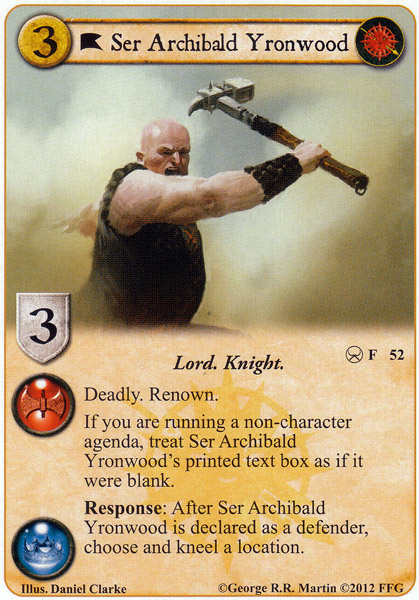 3 Ser Archibald Yronwood
3
Lord. Knight.
F 52
Deadly. Renown.
If you are running a non-character
agenda, treat Ser Archibald
Yronwood's printed text box as if it
were blank.
Response: After Ser Archibald
Yronwood is declared as a defender,
choose and kneel a location.
Illus. Daniel Clarke ©George R.R. Martin ©2012 FFG